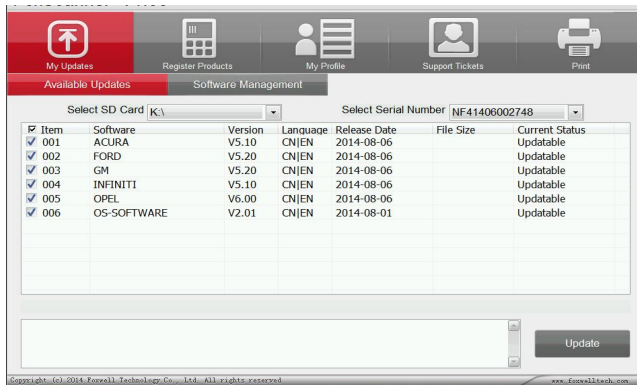 My Updates Register Products My Profile Support Tickets Print
Available Updates Software Management
Select SD Card K:\ Select Serial Number NF41406002748
Item Software Version Language Release Date File Size Current Status
001 ACURA V5.10 CN|EN 2014-08-06 Updatable
002 FORD V5.20 CN|EN 2014-08-06 Updatable
003 GM V5.20 CN|EN 2014-08-06 Updatable
004 INFINITI V5.10 CN|EN 2014-08-06 Updatable
005 OPEL V6.00 CN|EN 2014-08-06 Updatable
006 OS-SOFTWARE V2.01 CN|EN 2014-08-01 Updatable
Update
Copyright (c) 2014 Foxwell Technology Co., Ltd. All rights reserved www.foxwelltech.com